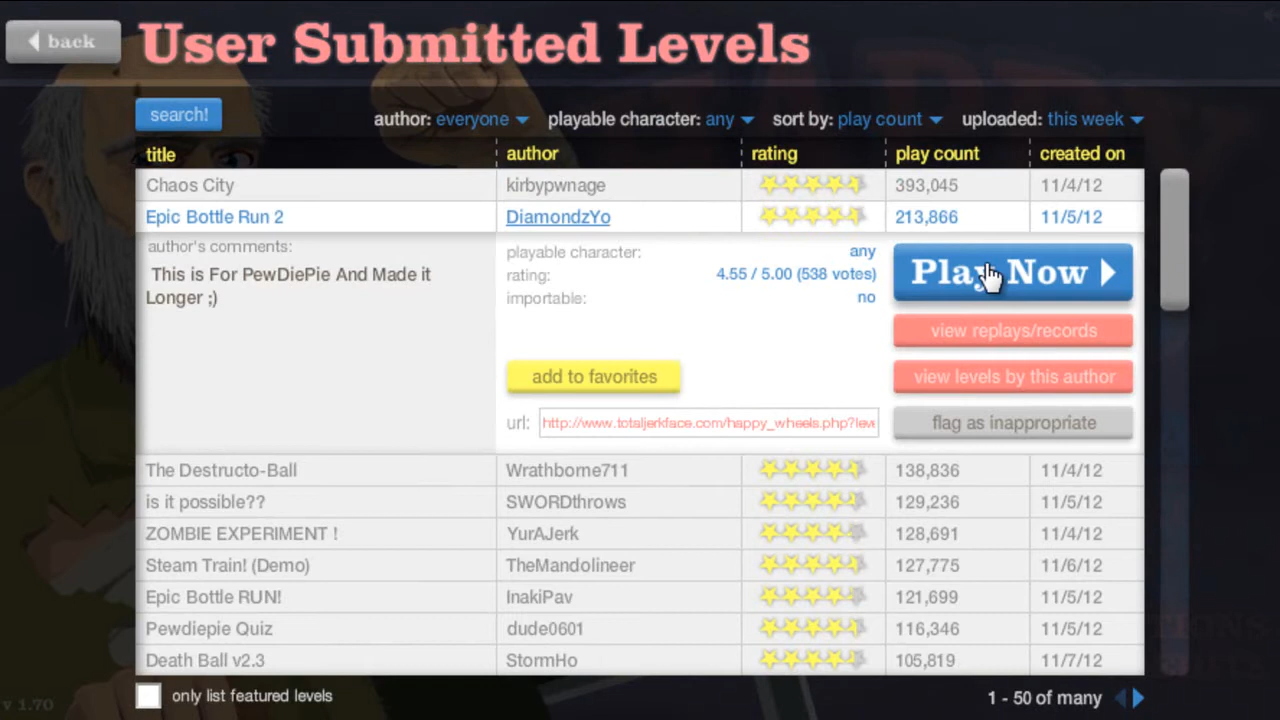 back
User Submitted Levels
search!
author: everyone playable character: any sort by: play count uploaded: this week
title author rating play count created on
Chaos City kirbypwnage 393,045 11/4/12
Epic Bottle Run 2 DiamondzYo 213,866 11/5/12
author's comments:
This is For PewDiePie And Made it
Longer ;)
playable character: any
rating: 4.55 / 5.00 (538 votes)
importable: no
add to favorites
url: http://www.totaljerkface.com/happy_wheels.php?lev
Play Now
view replays/records
view levels by this author
flag as inappropriate
The Destructo-Ball Wrathborne711 138,836 11/4/12
is it possible?? SWORDthrows 129,236 11/5/12
ZOMBIE EXPERIMENT ! YurAJerk 128,691 11/4/12
Steam Train! (Demo) TheMandolineer 127,775 11/6/12
Epic Bottle RUN! InakiPav 121,699 11/5/12
Pewdiepie Quiz dude0601 116,346 11/5/12
Death Ball v2.3 StormHo 105,819 11/7/12
only list featured levels
1 - 50 of many
v 1.70